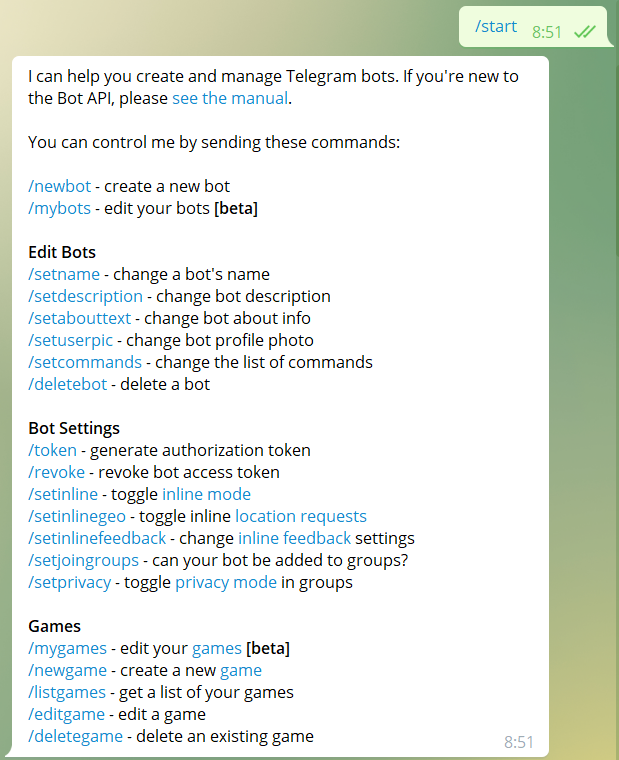 /start 8:51
I can help you create and manage Telegram bots. If you're new to
the Bot API, please see the manual.
You can control me by sending these commands:
/newbot - create a new bot
/mybots - edit your bots [beta]
Edit Bots
/setname - change a bot's name
/setdescription - change bot description
/setabouttext - change bot about info
/setuserpic - change bot profile photo
/setcommands - change the list of commands
/deletebot - delete a bot
Bot Settings
/token - generate authorization token
/revoke - revoke bot access token
/setinline - toggle inline mode
/setinlinegeo - toggle inline location requests
/setinlinefeedback - change inline feedback settings
/setjoingroups - can your bot be added to groups?
/setprivacy - toggle privacy mode in groups
Games
/mygames - edit your games [beta]
/newgame - create a new game
/listgames - get a list of your games
/editgame - edit a game
/deletegame - delete an existing game
8:51